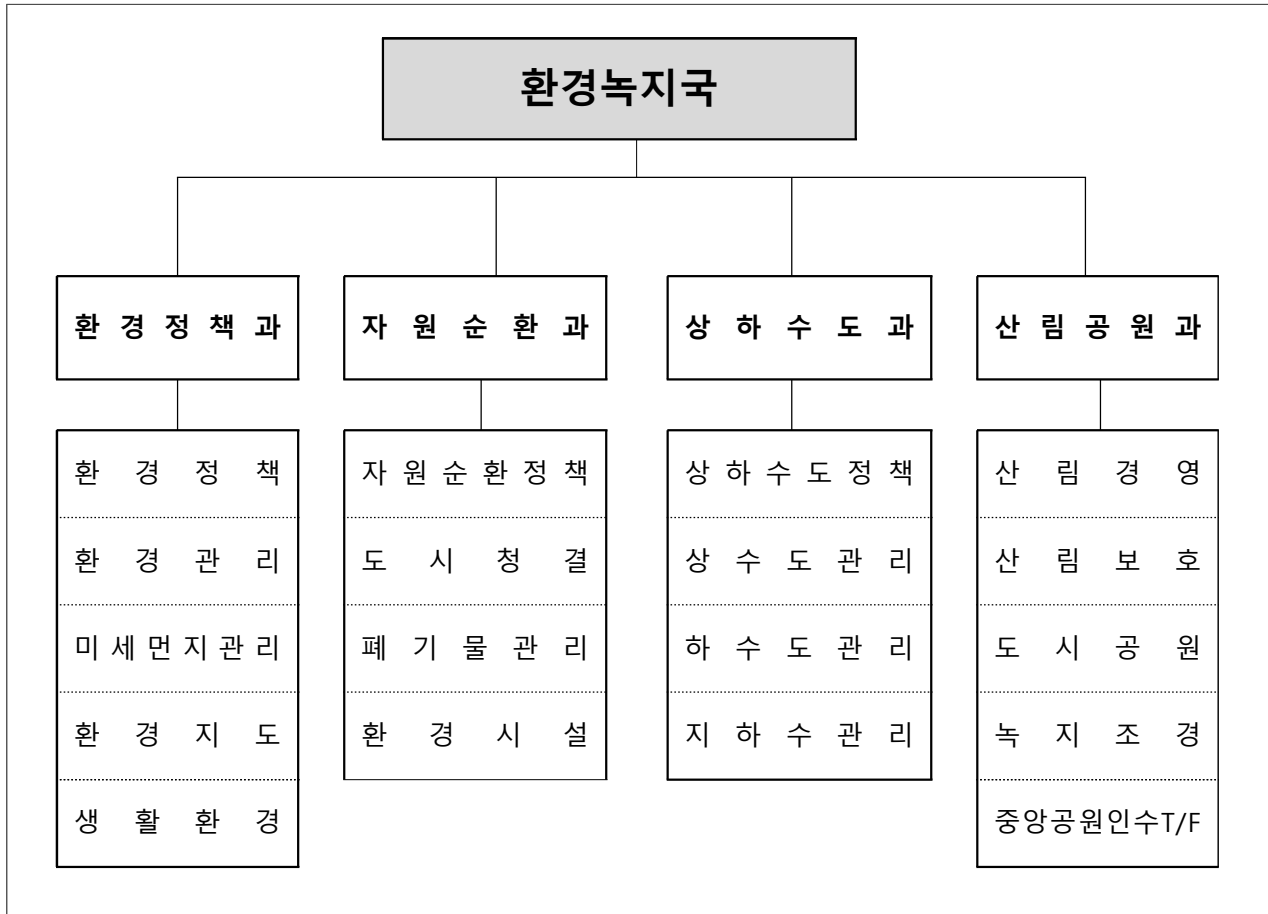 환경녹지국
환경정책과
자원순환과
상하수도과
산림공원과
환경정책
환경관리
미세먼지관리
환경지도
생활환경
자원순환정책
도시청결
폐기물관리
환경시설
상하수도정책
상수도관리
하수도관리
지하수관리
산림경영
산림보호
도시공원
녹지조경
중앙공원인수T/F